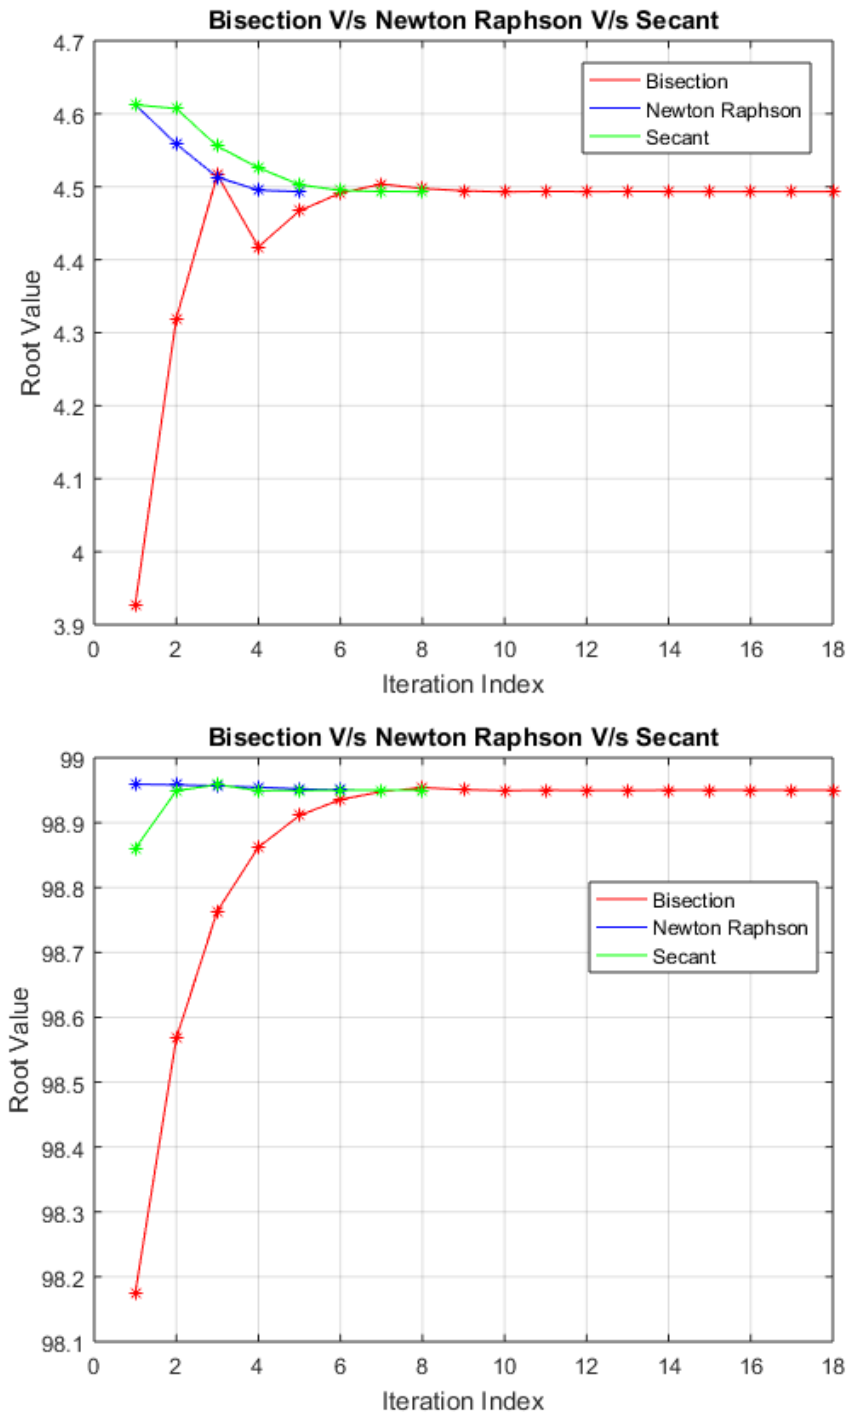 Bisection V/s Newton Raphson V/s Secant
4.7
4.6
4.5
4.4
4.3
4.2
4.1
4
3.9
Root Value
Bisection
Newton Raphson
Secant
0 2 4 6 8 10 12 14 16 18
Iteration Index
Bisection V/s Newton Raphson V/s Secant
99
98.9
98.8
98.7
98.6
98.5
98.4
98.3
98.2
98.1
Root Value
Bisection
Newton Raphson
Secant
0 2 4 6 8 10 12 14 16 18
Iteration Index